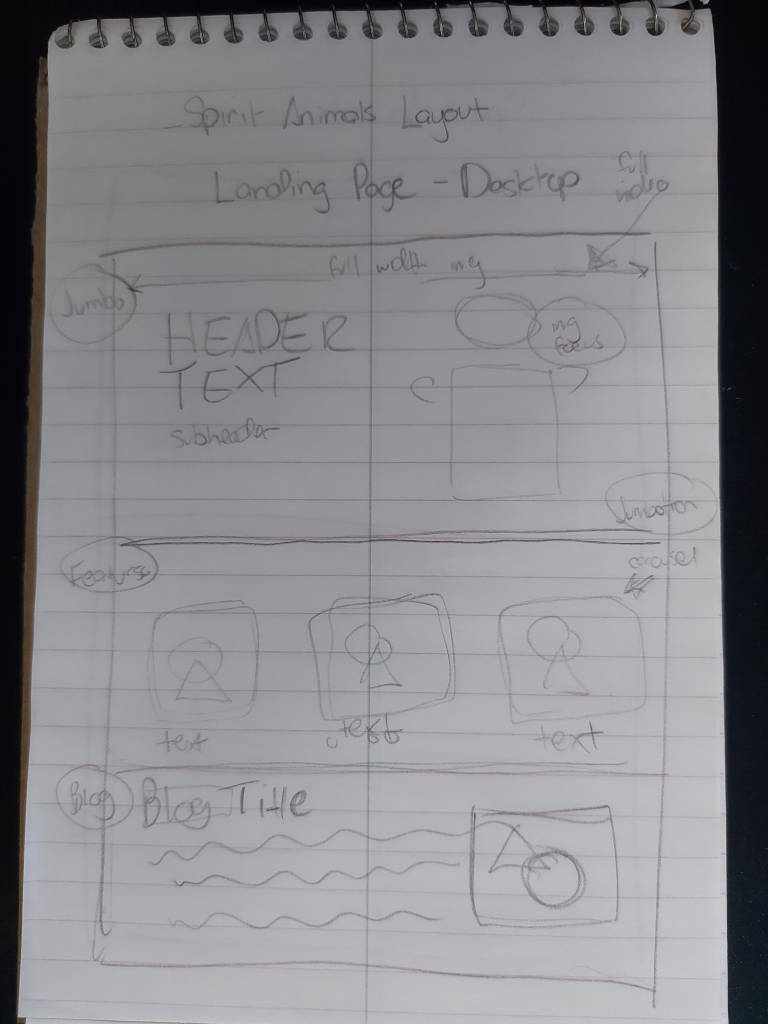 Spirit Animals Layout
Landing Page - Desktop
full
video
full width img
Jumbo
HEADER
TEXT
subheader
img
focus
Jumbotron
Features
carousel
text
text
text
Blog
Blog Title